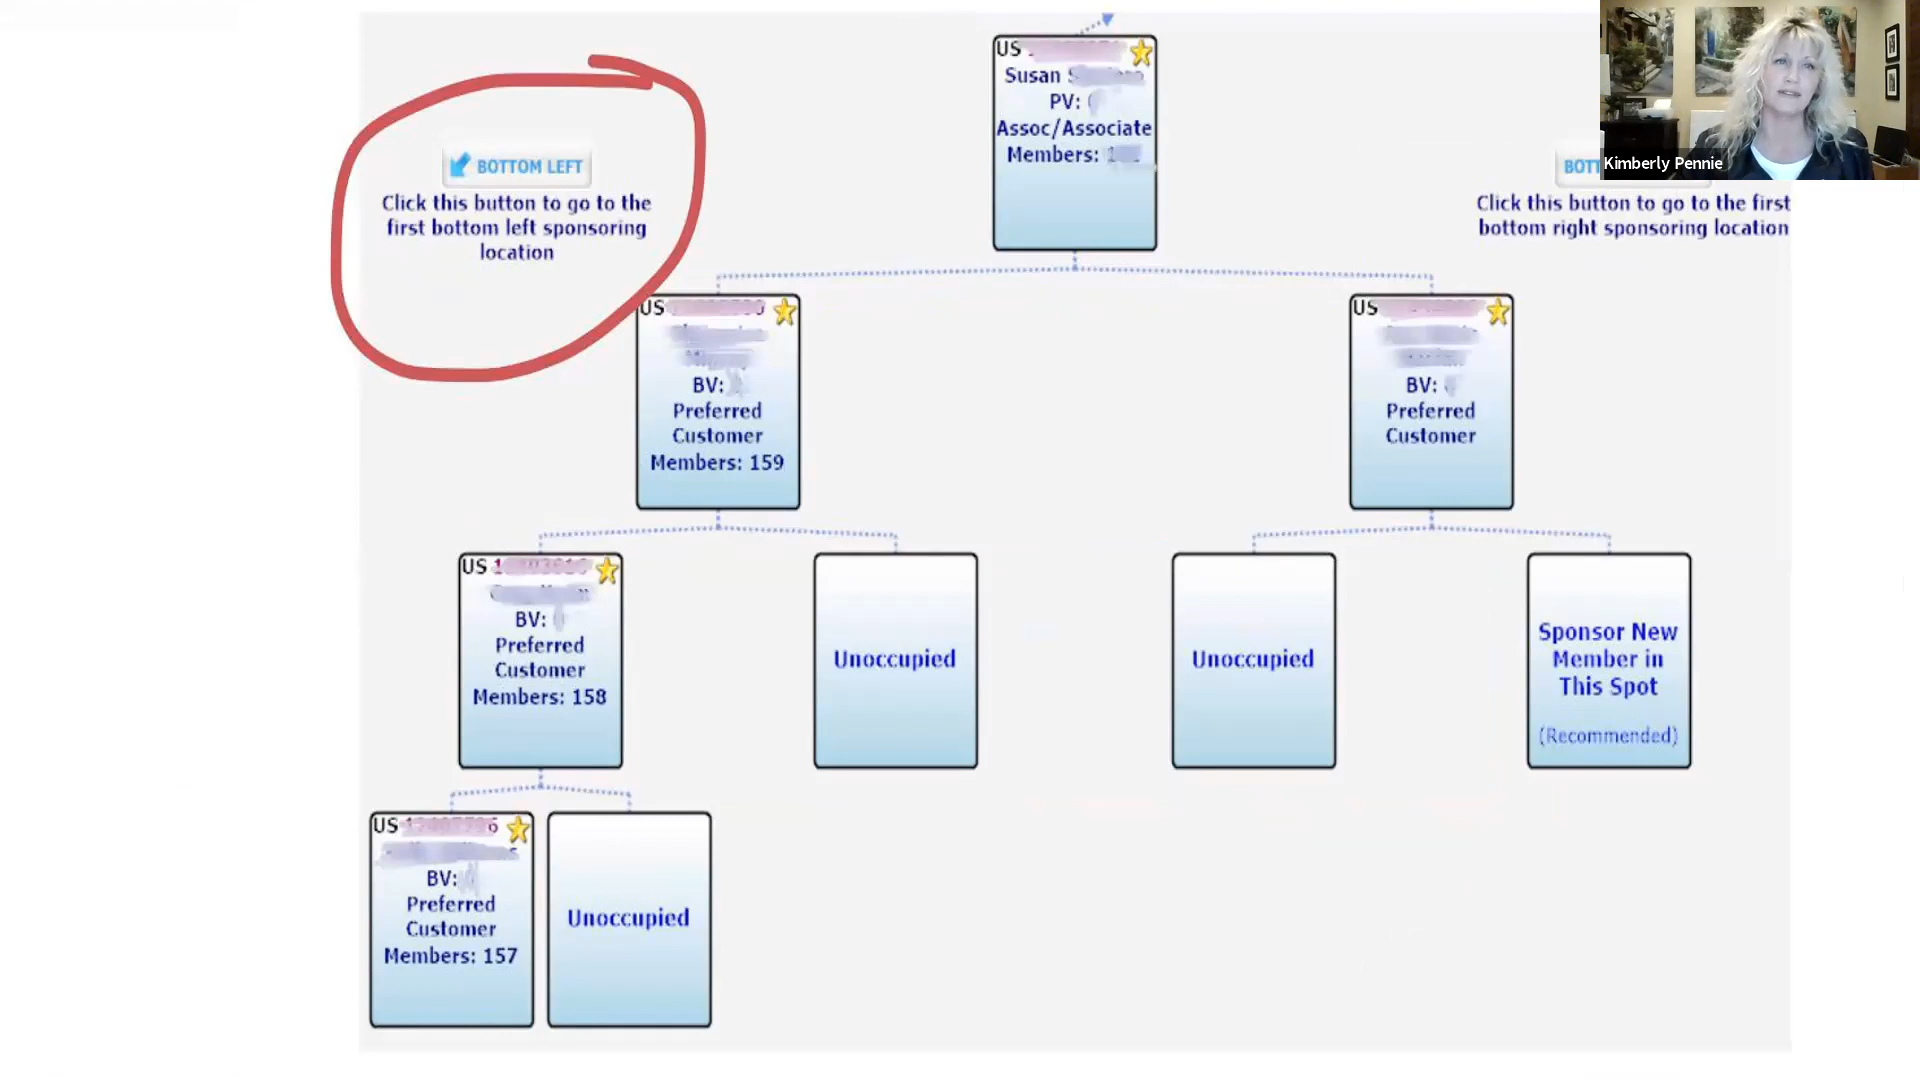 US
Susan
PV:
Assoc/Associate
Members:
BOTTOM LEFT
Click this button to go to the
first bottom left sponsoring
location
Kimberly Pennie
Click this button to go to the first
bottom right sponsoring location
US
BV:
Preferred
Customer
Members: 159
US
BV:
Preferred
Customer
US
BV:
Preferred
Customer
Members: 158
Unoccupied
Unoccupied
Sponsor New
Member in
This Spot
(Recommended)
US
BV:
Preferred
Customer
Members: 157
Unoccupied